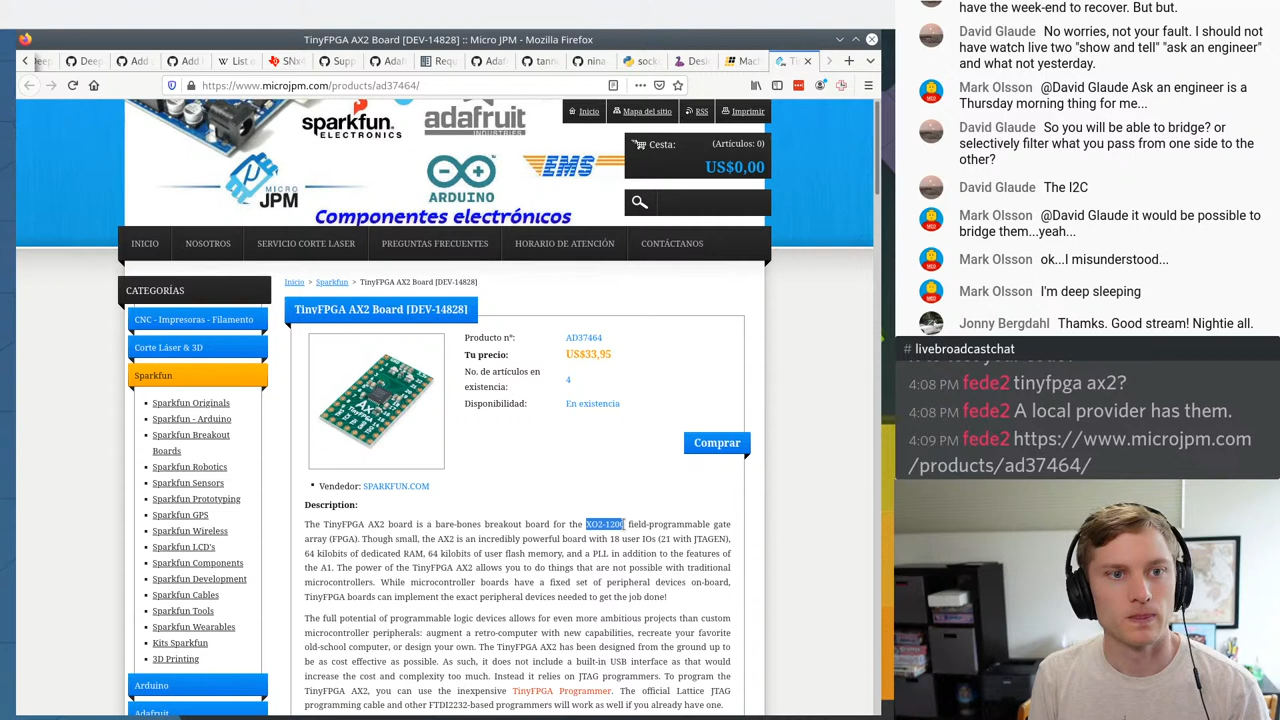 TinyFPGA AX2 Board [DEV-14828] :: Micro JPM - Mozilla Firefox
Deep
Add
Add
List
SNx4
Supp
Adaf
Requ
Adaf
tann
nina
sock
Desi
Mach
Ti
https://www.microjpm.com/products/ad37464/
sparkfun
ELECTRONICS
adafruit
INDUSTRIES
MICRO
JPM
ARDUINO
EMS
Componentes electrónicos
Inicio
Mapa del sitio
RSS
Imprimir
Cesta:
(Artículos: 0)
US$0,00
INICIO
NOSOTROS
SERVICIO CORTE LASER
PREGUNTAS FRECUENTES
HORARIO DE ATENCIÓN
CONTÁCTANOS
CATEGORÍAS
CNC - Impresoras - Filamento
Corte Láser & 3D
Sparkfun
Sparkfun Originals
Sparkfun - Arduino
Sparkfun Breakout
Boards
Sparkfun Robotics
Sparkfun Sensors
Sparkfun Prototyping
Sparkfun GPS
Sparkfun Wireless
Sparkfun LCD's
Sparkfun Components
Sparkfun Development
Sparkfun Cables
Sparkfun Tools
Sparkfun Wearables
Kits Sparkfun
3D Printing
Arduino
Adafruit
Inicio > Sparkfun > TinyFPGA AX2 Board [DEV-14828]
TinyFPGA AX2 Board [DEV-14828]
Producto nº: AD37464
Tu precio: US$33,95
No. de artículos en
existencia: 4
Disponibilidad: En existencia
Comprar
Vendedor: SPARKFUN.COM
Description:
The TinyFPGA AX2 board is a bare-bones breakout board for the XO2-1200 field-programmable gate
array (FPGA). Though small, the AX2 is an incredibly powerful board with 18 user IOs (21 with JTAGEN),
64 kilobits of dedicated RAM, 64 kilobits of user flash memory, and a PLL in addition to the features of
the A1. The power of the TinyFPGA AX2 allows you to do things that are not possible with traditional
microcontrollers. While microcontroller boards have a fixed set of peripheral devices on-board,
TinyFPGA boards can implement the exact peripheral devices needed to get the job done!
The full potential of programmable logic devices allows for even more ambitious projects than custom
microcontroller peripherals: augment a retro-computer with new capabilities, recreate your favorite
old-school computer, or design your own. The TinyFPGA AX2 has been designed from the ground up to
be as cost effective as possible. As such, it does not include a built-in USB interface as that would
increase the cost and complexity too much. Instead it relies on JTAG programmers. To program the
TinyFPGA AX2, you can use the inexpensive TinyFPGA Programmer. The official Lattice JTAG
programming cable and other FTDI2232-based programmers will work as well if you already have one.
have the week-end to recover. But but.
David Glaude No worries, not your fault. I should not
have watch live two "show and tell" "ask an engineer"
and what not yesterday.
Mark Olsson @David Glaude Ask an engineer is a
Thursday morning thing for me...
David Glaude So you will be able to bridge? or
selectively filter what you pass from one side to the
other?
David Glaude The I2C
Mark Olsson @David Glaude it would be possible to
bridge them...yeah...
Mark Olsson ok...I misunderstood...
Mark Olsson I'm deep sleeping
Jonny Bergdahl Thamks. Good stream! Nightie all.
# livebroadcastchat
4:08 PM fede2 tinyfpga ax2?
4:08 PM fede2 A local provider has them.
4:09 PM fede2 https://www.microjpm.com
/products/ad37464/